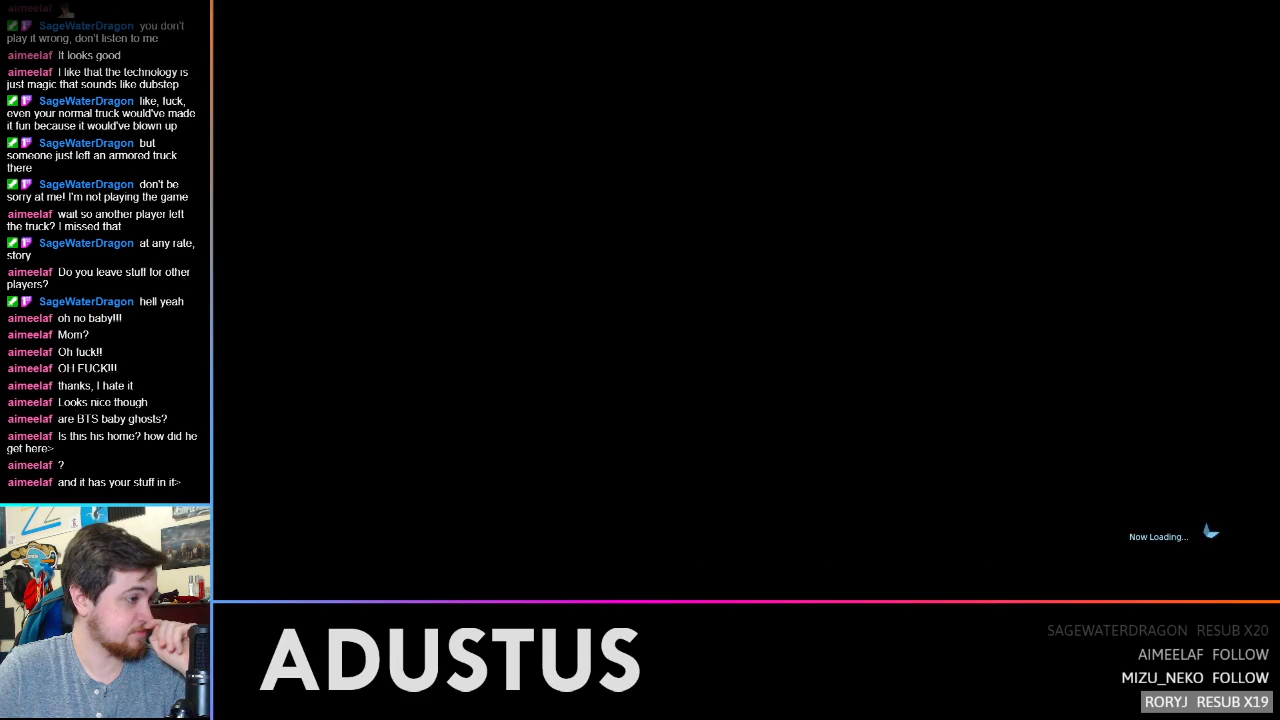 aimeelaf
SageWaterDragon you don't
play it wrong, don't listen to me
aimeelaf It looks good
aimeelaf I like that the technology is
just magic that sounds like dubstep
SageWaterDragon like, fuck,
even your normal truck would've made
it fun because it would've blown up
SageWaterDragon but
someone just left an armored truck
there
SageWaterDragon don't be
sorry at me! I'm not playing the game
aimeelaf wait so another player left
the truck? I missed that
SageWaterDragon at any rate,
story
aimeelaf Do you leave stuff for other
players?
SageWaterDragon hell yeah
aimeelaf oh no baby!!!
aimeelaf Mom?
aimeelaf Oh fuck!!
aimeelaf OH FUCK!!!
aimeelaf thanks, I hate it
aimeelaf Looks nice though
aimeelaf are BTS baby ghosts?
aimeelaf Is this his home? how did he
get here>
aimeelaf ?
aimeelaf and it has your stuff in it>
Now Loading...
ADUSTUS
SAGEWATERDRAGON RESUB X20
AIMEELAF FOLLOW
MIZU_NEKO FOLLOW
RORYJ RESUB X19